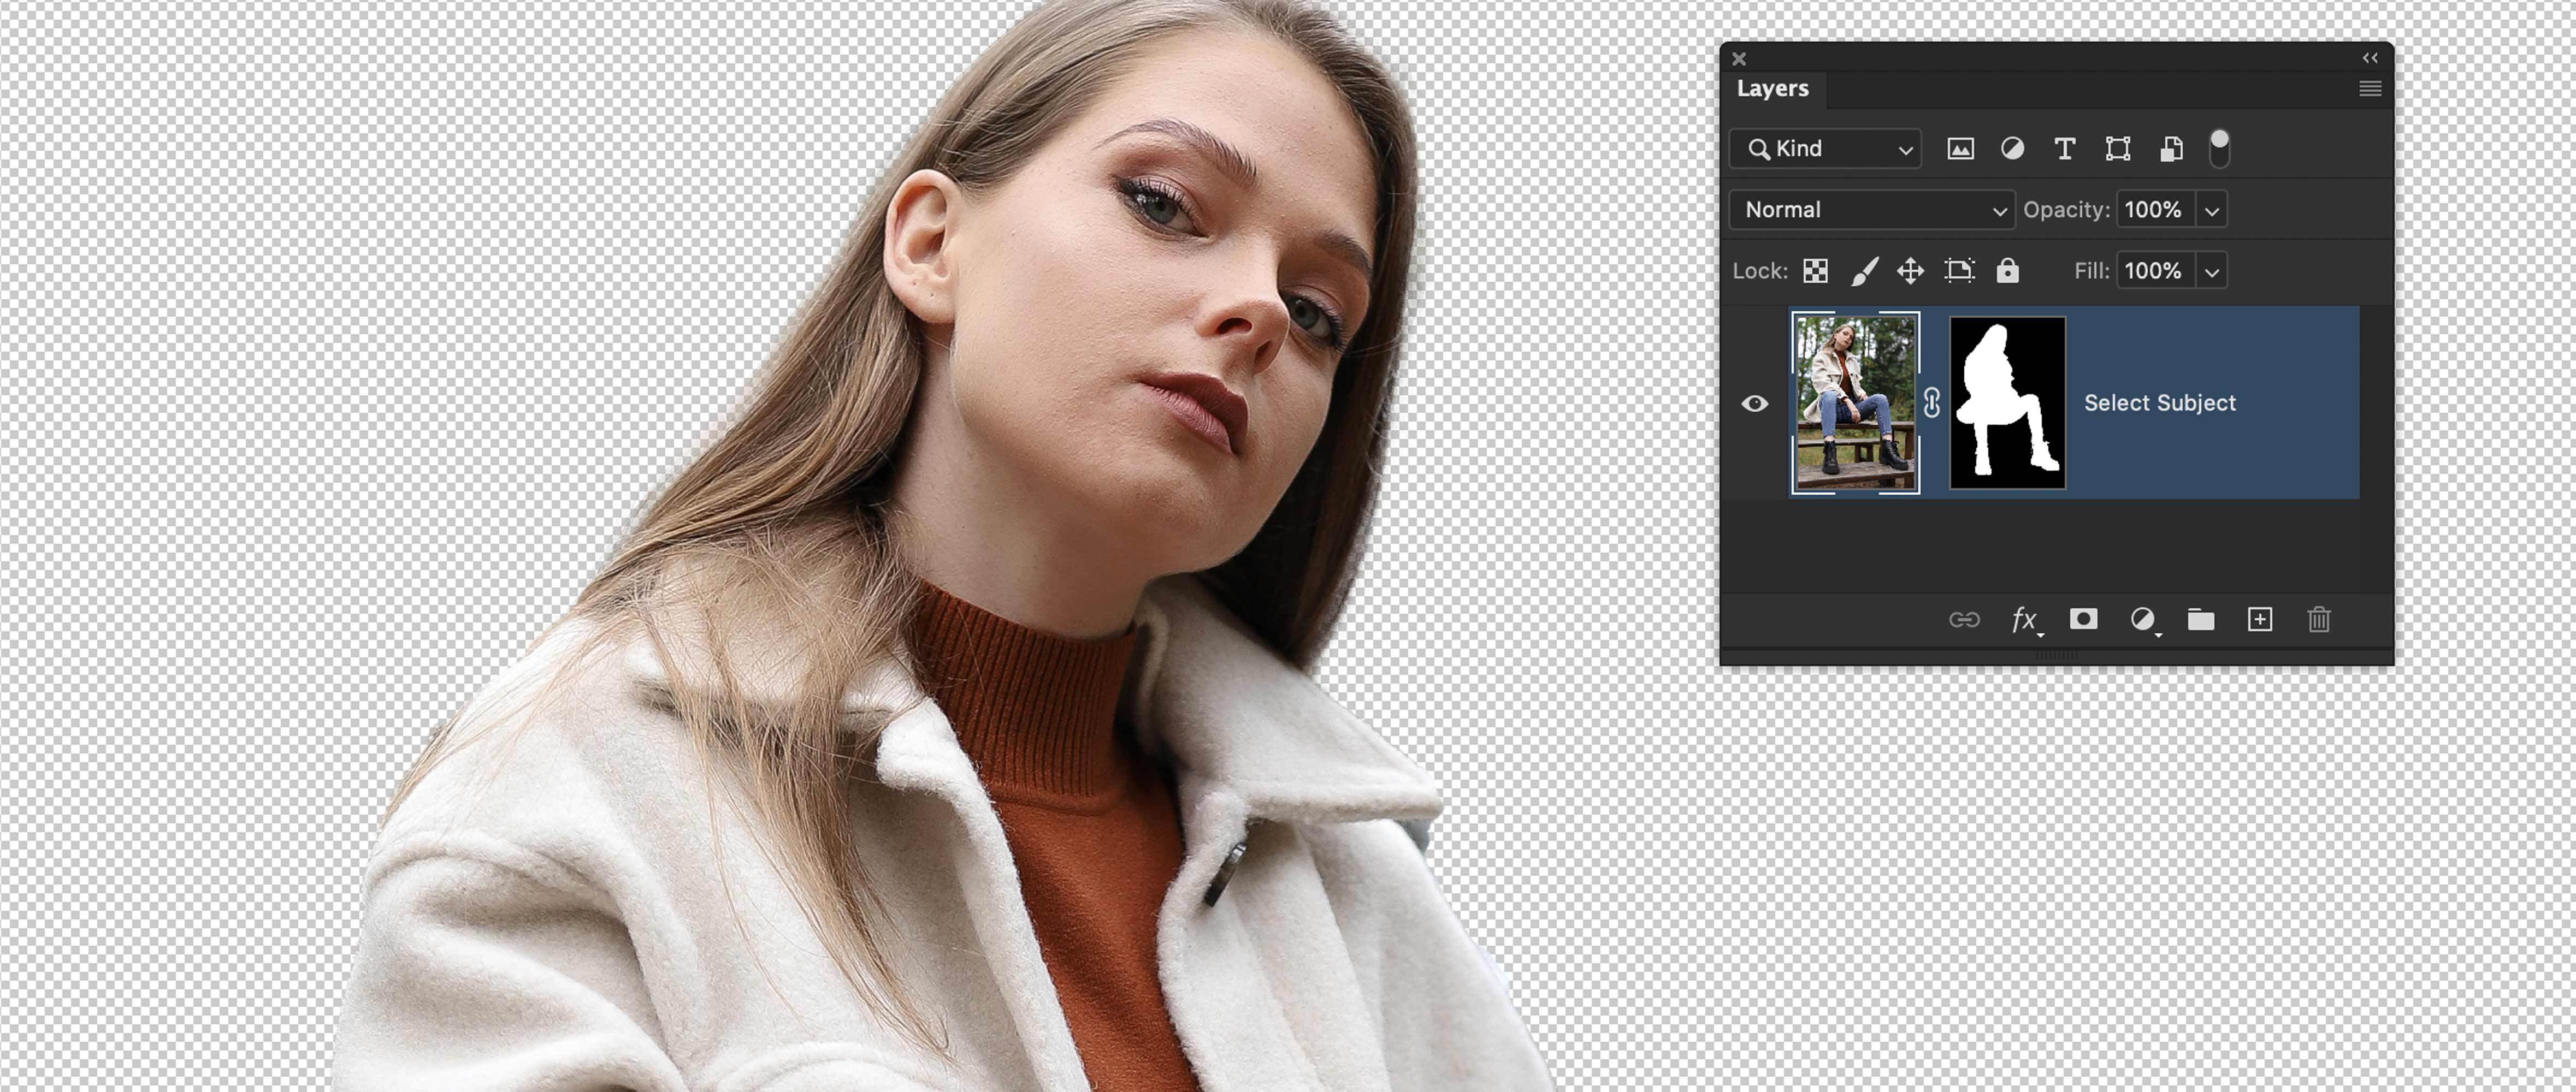 Layers
Kind
Normal Opacity: 100%
Lock: Fill: 100%
Select Subject
fx